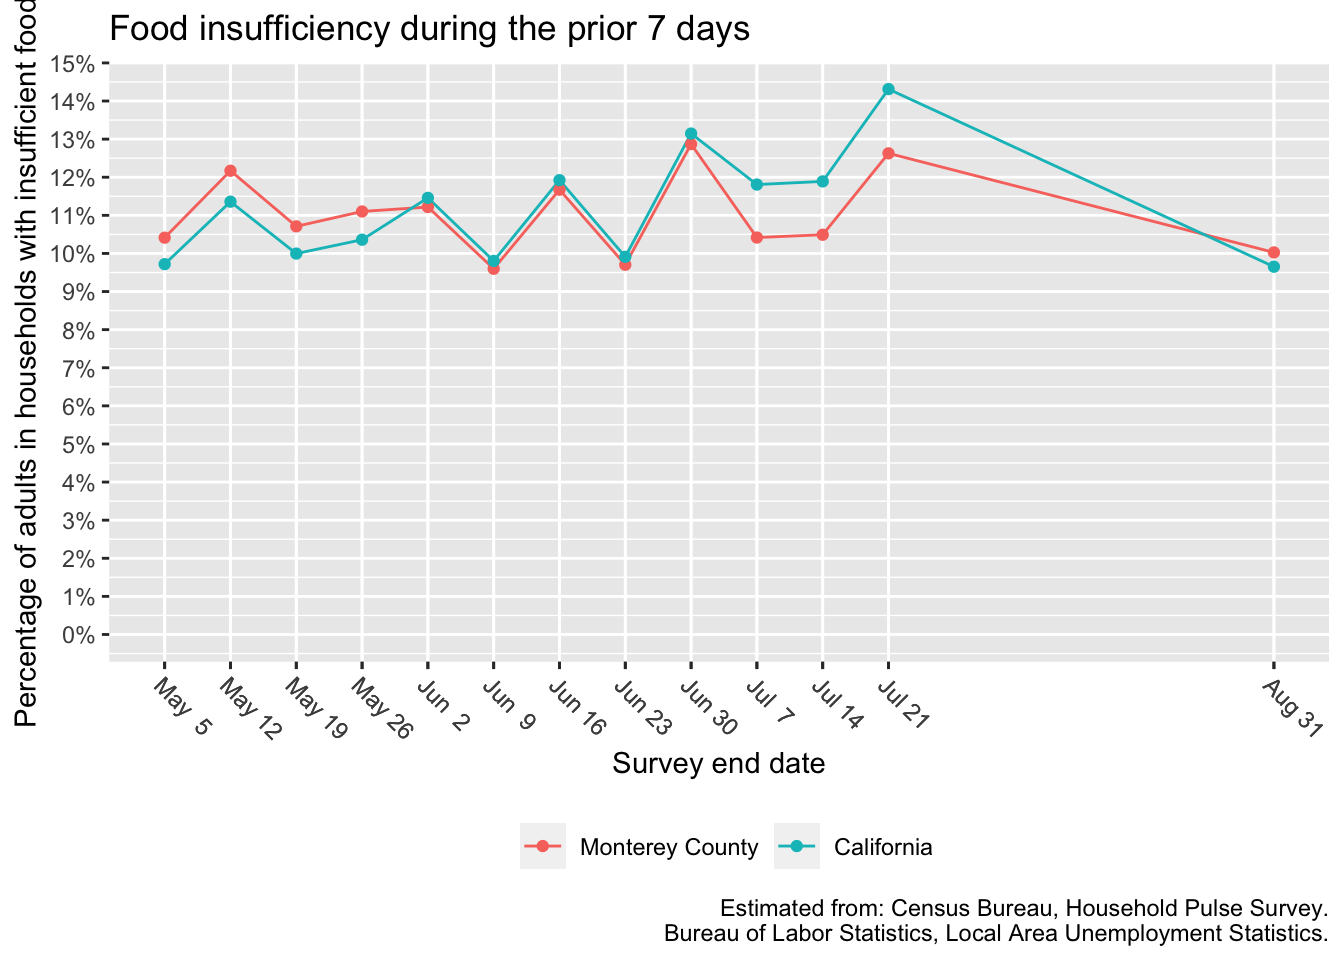 Food insufficiency during the prior 7 days
Percentage of adults in households with insufficient food
15%
14%
13%
12%
11%
10%
9%
8%
7%
6%
5%
4%
3%
2%
1%
0%
May 5
May 12
May 19
May 26
Jun 2
Jun 9
Jun 16
Jun 23
Jun 30
Jul 7
Jul 14
Jul 21
Aug 31
Survey end date
Monterey County
California
Estimated from: Census Bureau, Household Pulse Survey.
Bureau of Labor Statistics, Local Area Unemployment Statistics.